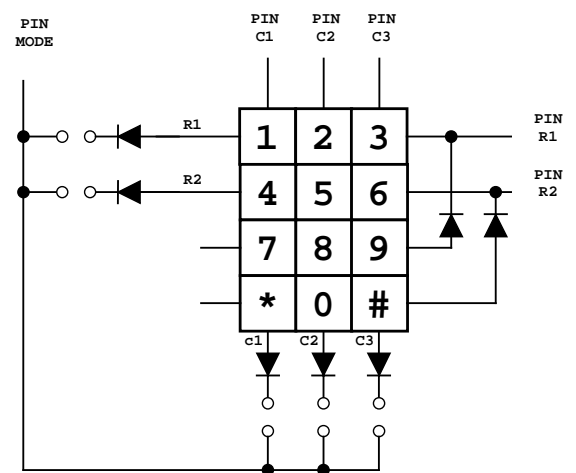 PIN
MODE
PIN
C1
PIN
C2
PIN
C3
R1
1 2 3
PIN
R1
R2
4 5 6
PIN
R2
7 8 9
* 0 #
c1 C2 C3